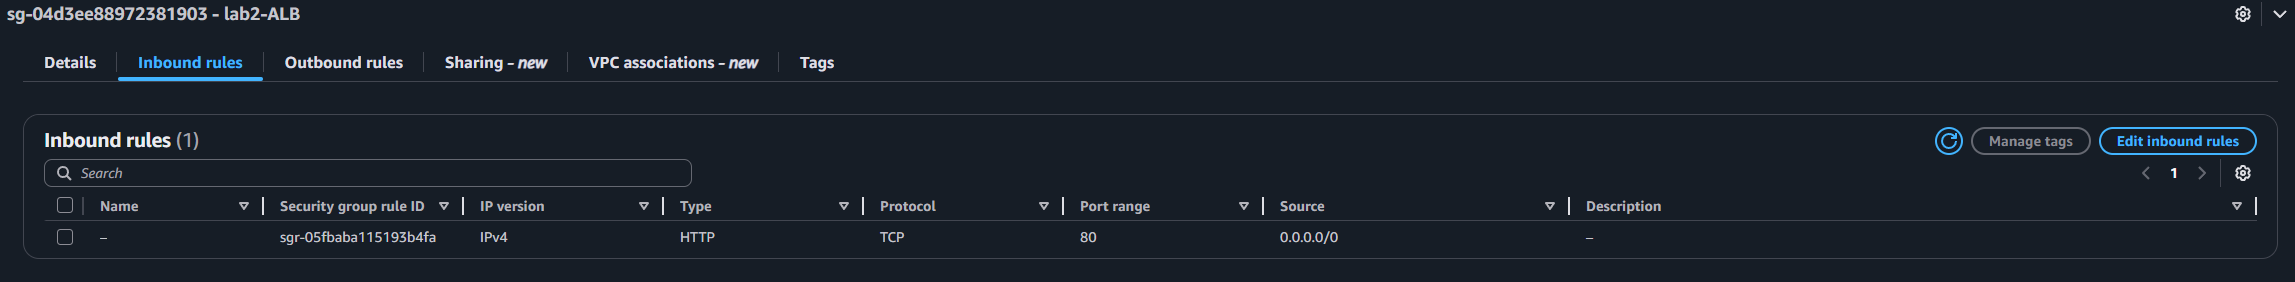 sg-04d3ee88972381903 - lab2-ALB
Details Inbound rules Outbound rules Sharing - new VPC associations - new Tags
Inbound rules (1)
Manage tags Edit inbound rules
Search
1
Name Security group rule ID IP version Type Protocol Port range Source Description
– sgr-05fbaba115193b4fa IPv4 HTTP TCP 80 0.0.0.0/0 –